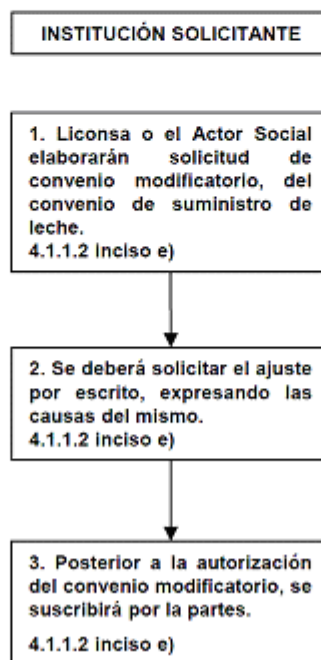 INSTITUCIÓN SOLICITANTE
1. Liconsa o el Actor Social
elaborarán solicitud de
convenio modificatorio, del
convenio de suministro de
leche.
4.1.1.2 inciso e)
2. Se deberá solicitar el ajuste
por escrito, expresando las
causas del mismo.
4.1.1.2 inciso e)
3. Posterior a la autorización
del convenio modificatorio, se
suscribirá por la partes.
4.1.1.2 inciso e)